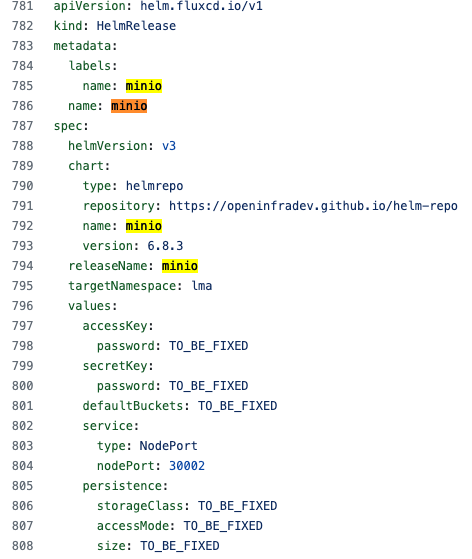 781 apiVersion: helm.fluxcd.io/v1
782 kind: HelmRelease
783 metadata:
784   labels:
785     name: minio
786   name: minio
787 spec:
788   helmVersion: v3
789   chart:
790     type: helmrepo
791     repository: https://openinfradev.github.io/helm-repo
792     name: minio
793     version: 6.8.3
794   releaseName: minio
795   targetNamespace: lma
796   values:
797     accessKey:
798       password: TO_BE_FIXED
799     secretKey:
800       password: TO_BE_FIXED
801     defaultBuckets: TO_BE_FIXED
802     service:
803       type: NodePort
804       nodePort: 30002
805     persistence:
806       storageClass: TO_BE_FIXED
807       accessMode: TO_BE_FIXED
808       size: TO_BE_FIXED